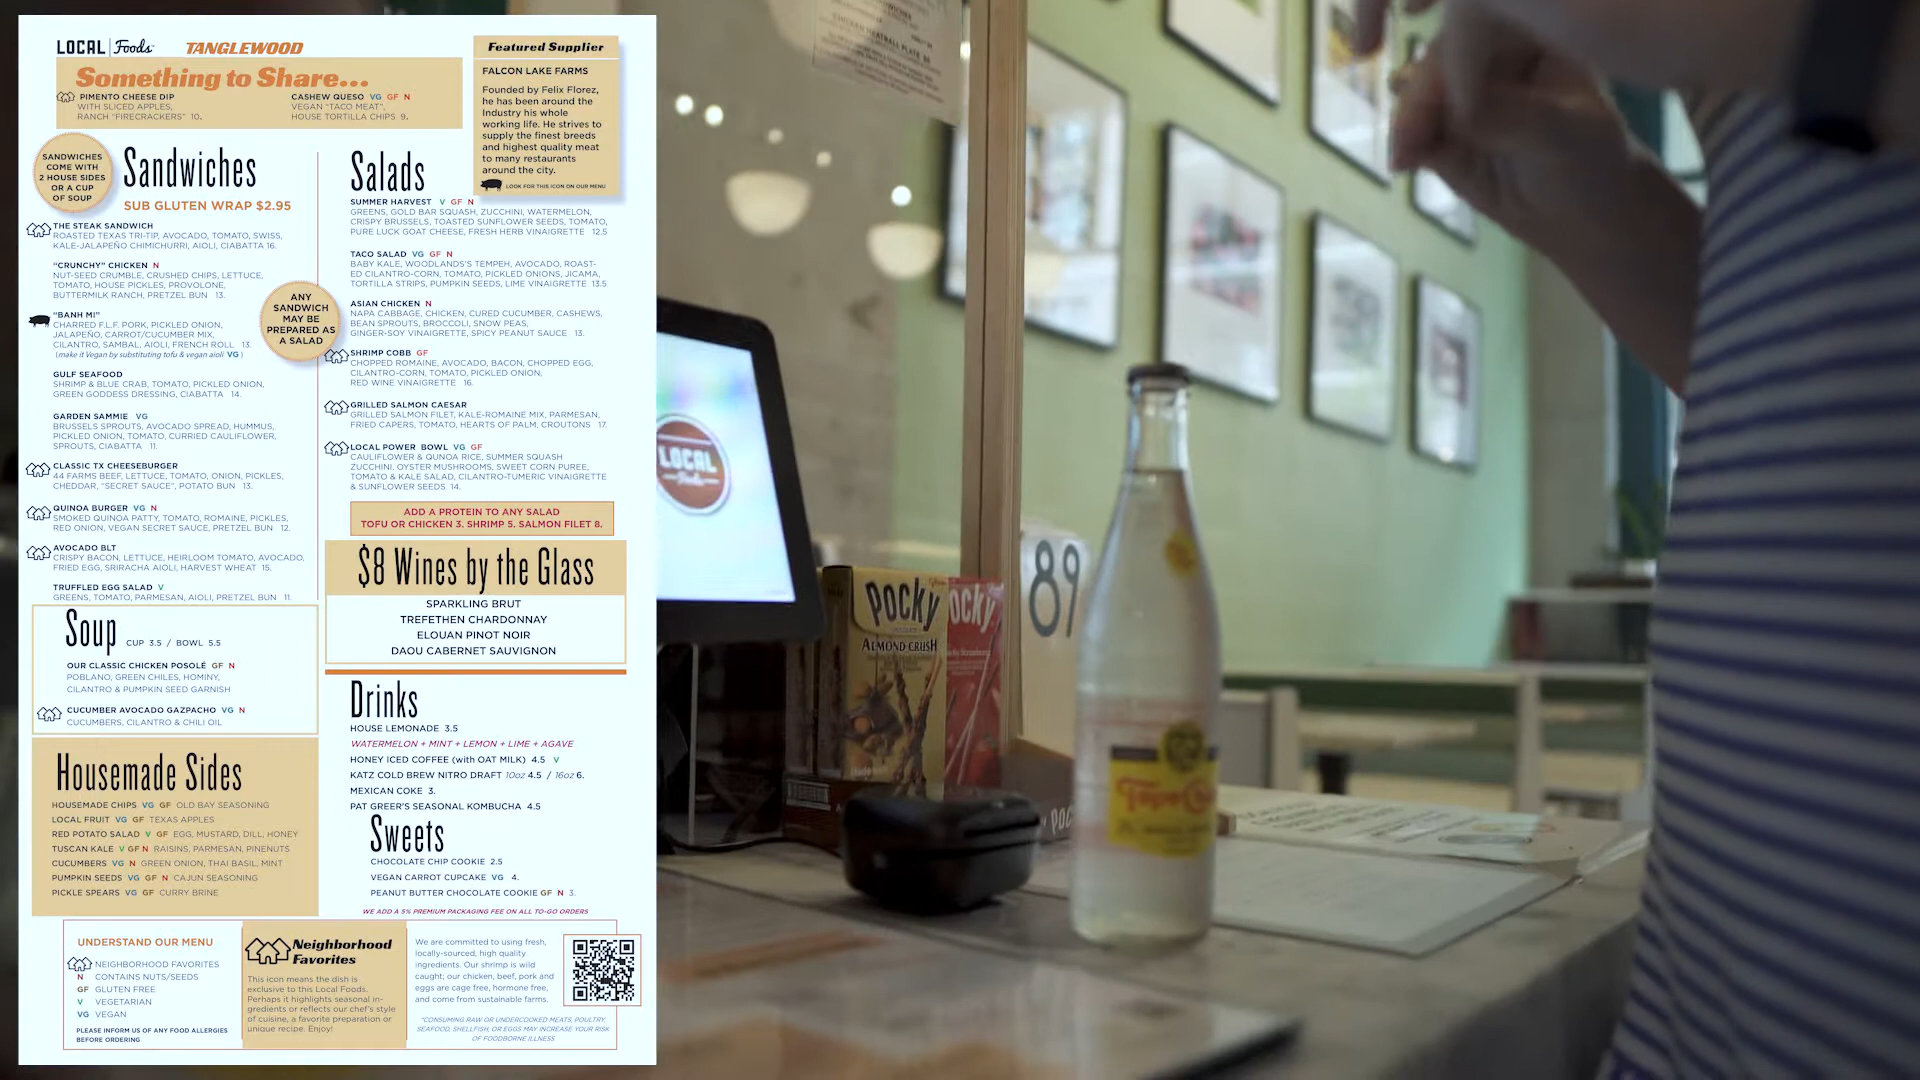 LOCAL Foods TANGLEWOOD
Something to Share...
PIMENTO CHEESE DIP
WITH SLICED APPLES,
RANCH "FIRECRACKERS" 10.
CASHEW QUESO VG GF N
VEGAN "TACO MEAT",
HOUSE TORTILLA CHIPS 9.
Featured Supplier
FALCON LAKE FARMS
Founded by Felix Florez,
he has been around the
Industry his whole
working life. He strives to
supply the finest breeds
and highest quality meat
to many restaurants
around the city.
LOOK FOR THIS ICON ON OUR MENU
SANDWICHES
COME WITH
2 HOUSE SIDES
OR A CUP
OF SOUP
Sandwiches
SUB GLUTEN WRAP $2.95
THE STEAK SANDWICH
ROASTED TEXAS TRI-TIP, AVOCADO, TOMATO, SWISS,
KALE-JALAPEÑO CHIMICHURRI, AIOLI, CIABATTA 16.
"CRUNCHY" CHICKEN N
NUT-SEED CRUMBLE, CRUSHED CHIPS, LETTUCE,
TOMATO, HOUSE PICKLES, PROVOLONE,
BUTTERMILK RANCH, PRETZEL BUN 13.
ANY
SANDWICH
MAY BE
PREPARED AS
A SALAD
"BANH MI"
CHARRED F.L.F. PORK, PICKLED ONION,
JALAPEÑO, CARROT/CUCUMBER MIX,
CILANTRO, SAMBAL, AIOLI, FRENCH ROLL 13.
(make it Vegan by substituting tofu & vegan aioli VG)
GULF SEAFOOD
SHRIMP & BLUE CRAB, TOMATO, PICKLED ONION,
GREEN GODDESS DRESSING, CIABATTA 14.
GARDEN SAMMIE VG
BRUSSELS SPROUTS, AVOCADO SPREAD, HUMMUS,
PICKLED ONION, TOMATO, CURRIED CAULIFLOWER,
SPROUTS, CIABATTA 11.
CLASSIC TX CHEESEBURGER
44 FARMS BEEF, LETTUCE, TOMATO, ONION, PICKLES,
CHEDDAR, "SECRET SAUCE", POTATO BUN 13.
QUINOA BURGER VG N
SMOKED QUINOA PATTY, TOMATO, ROMAINE, PICKLES,
RED ONION, VEGAN SECRET SAUCE, PRETZEL BUN 12.
AVOCADO BLT
CRISPY BACON, LETTUCE, HEIRLOOM TOMATO, AVOCADO,
FRIED EGG, SRIRACHA AIOLI, HARVEST WHEAT 15.
TRUFFLED EGG SALAD V
GREENS, TOMATO, PARMESAN, AIOLI, PRETZEL BUN 11.
Soup CUP 3.5 / BOWL 5.5
OUR CLASSIC CHICKEN POSOLÉ GF N
POBLANO, GREEN CHILES, HOMINY,
CILANTRO & PUMPKIN SEED GARNISH
CUCUMBER AVOCADO GAZPACHO VG N
CUCUMBERS, CILANTRO & CHILI OIL
Housemade Sides
HOUSEMADE CHIPS VG GF OLD BAY SEASONING
LOCAL FRUIT VG GF TEXAS APPLES
RED POTATO SALAD V GF EGG, MUSTARD, DILL, HONEY
TUSCAN KALE V GF N RAISINS, PARMESAN, PINENUTS
CUCUMBERS VG N GREEN ONION, THAI BASIL, MINT
PUMPKIN SEEDS VG GF N CAJUN SEASONING
PICKLE SPEARS VG GF CURRY BRINE
Salads
SUMMER HARVEST V GF N
GREENS, GOLD BAR SQUASH, ZUCCHINI, WATERMELON,
CRISPY BRUSSELS, TOASTED SUNFLOWER SEEDS, TOMATO,
PURE LUCK GOAT CHEESE, FRESH HERB VINAIGRETTE 12.5
TACO SALAD VG GF N
BABY KALE, WOODLANDS'S TEMPEH, AVOCADO, ROAST-
ED CILANTRO-CORN, TOMATO, PICKLED ONIONS, JICAMA,
TORTILLA STRIPS, PUMPKIN SEEDS, LIME VINAIGRETTE 13.5
ASIAN CHICKEN N
NAPA CABBAGE, CHICKEN, CURED CUCUMBER, CASHEWS,
BEAN SPROUTS, BROCCOLI, SNOW PEAS,
GINGER-SOY VINAIGRETTE, SPICY PEANUT SAUCE 13.
SHRIMP COBB GF
CHOPPED ROMAINE, AVOCADO, BACON, CHOPPED EGG,
CILANTRO-CORN, TOMATO, PICKLED ONION,
RED WINE VINAIGRETTE 16.
GRILLED SALMON CAESAR
GRILLED SALMON FILET, KALE-ROMAINE MIX, PARMESAN,
FRIED CAPERS, TOMATO, HEARTS OF PALM, CROUTONS 17.
LOCAL POWER BOWL VG GF
CAULIFLOWER & QUNOA RICE, SUMMER SQUASH
ZUCCHINI, OYSTER MUSHROOMS, SWEET CORN PUREE,
TOMATO & KALE SALAD, CILANTRO-TUMERIC VINAIGRETTE
& SUNFLOWER SEEDS 14.
ADD A PROTEIN TO ANY SALAD
TOFU OR CHICKEN 3. SHRIMP 5. SALMON FILET 8.
$8 Wines by the Glass
SPARKLING BRUT
TREFETHEN CHARDONNAY
ELOUAN PINOT NOIR
DAOU CABERNET SAUVIGNON
Drinks
HOUSE LEMONADE 3.5
WATERMELON + MINT + LEMON + LIME + AGAVE
HONEY ICED COFFEE (with OAT MILK) 4.5 V
KATZ COLD BREW NITRO DRAFT 10oz 4.5 / 16oz 6.
MEXICAN COKE 3.
PAT GREER'S SEASONAL KOMBUCHA 4.5
Sweets
CHOCOLATE CHIP COOKIE 2.5
VEGAN CARROT CUPCAKE VG 4.
PEANUT BUTTER CHOCOLATE COOKIE GF N 3.
WE ADD A 5% PREMIUM PACKAGING FEE ON ALL TO-GO ORDERS
UNDERSTAND OUR MENU
NEIGHBORHOOD FAVORITES
N CONTAINS NUTS/SEEDS
GF GLUTEN FREE
V VEGETARIAN
VG VEGAN
PLEASE INFORM US OF ANY FOOD ALLERGIES
BEFORE ORDERING
Neighborhood
Favorites
This icon means the dish is
exclusive to this Local Foods.
Perhaps it highlights seasonal in-
gredients or reflects our chef's style
of cuisine, a favorite preparation or
unique recipe. Enjoy!
We are committed to using fresh,
locally-sourced, high quality
ingredients. Our shrimp is wild
caught; our chicken, beef, pork and
eggs are cage free, hormone free,
and come from sustainable farms.
*CONSUMING RAW OR UNDERCOOKED MEATS, POULTRY,
SEAFOOD, SHELLFISH, OR EGGS MAY INCREASE YOUR RISK
OF FOODBORNE ILLNESS
LOCAL
Foods
POCKY
ALMOND CRUSH
OCKY
89
Topo Chico
POC